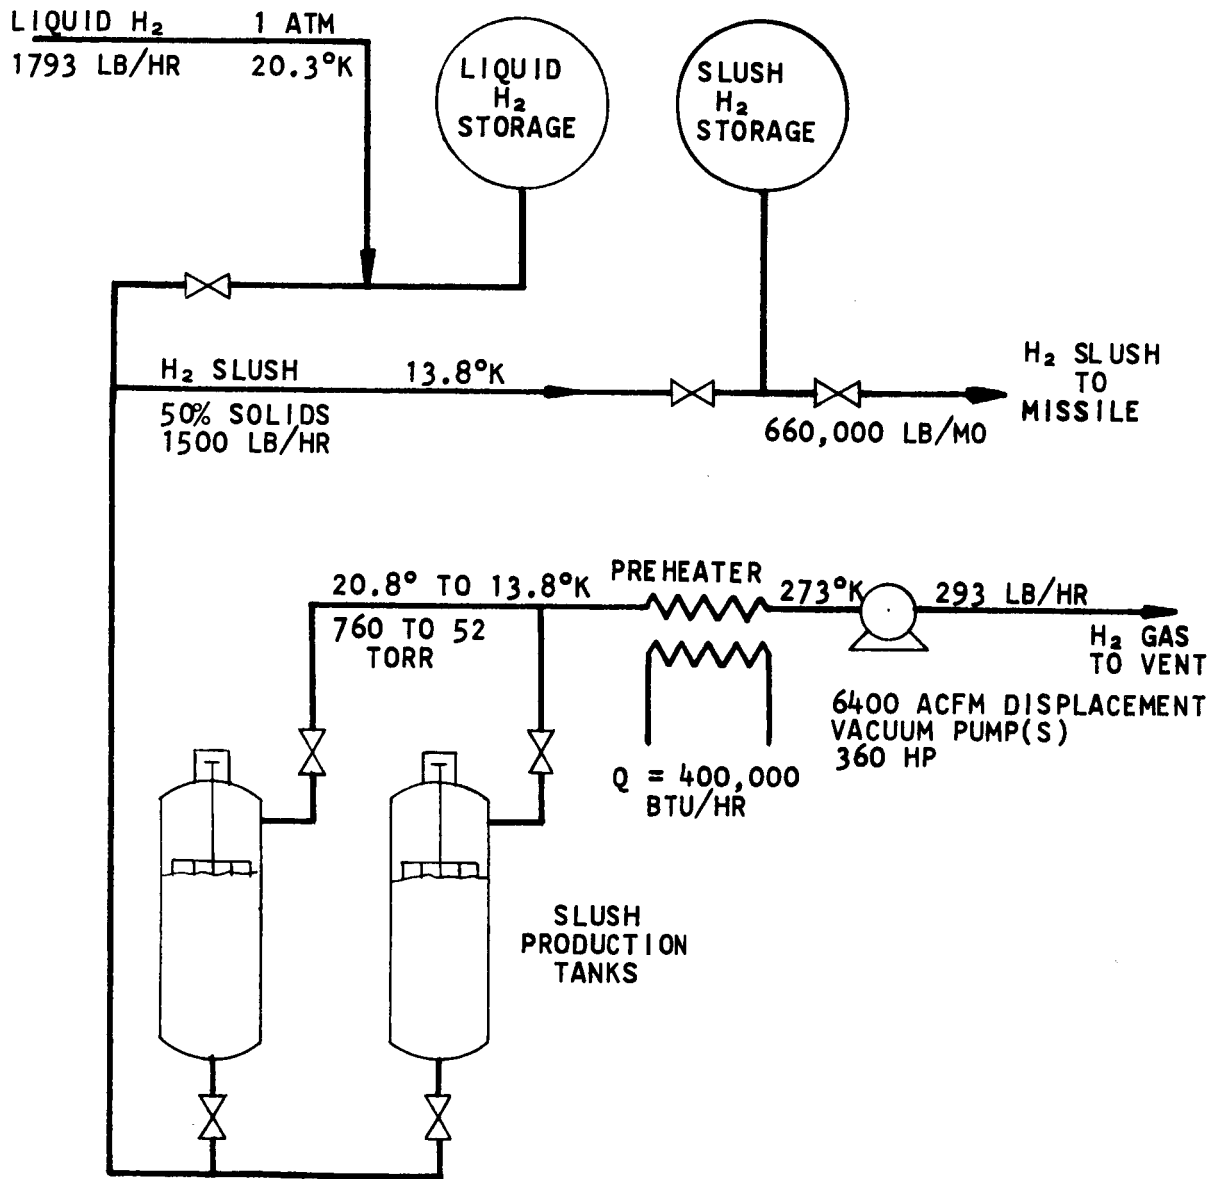 LIQUID H₂ 1 ATM
1793 LB/HR 20.3°K
LIQUID
H₂
STORAGE
SLUSH
H₂
STORAGE
H₂ SLUSH 13.8°K
50% SOLIDS
1500 LB/HR
H₂ SLUSH
TO
MISSILE
660,000 LB/MO
20.8° TO 13.8°K
760 TO 52
TORR
PREHEATER
273°K
293 LB/HR
H₂ GAS
TO VENT
6400 ACFM DISPLACEMENT
VACUUM PUMP(S)
360 HP
Q = 400,000
BTU/HR
SLUSH
PRODUCTION
TANKS